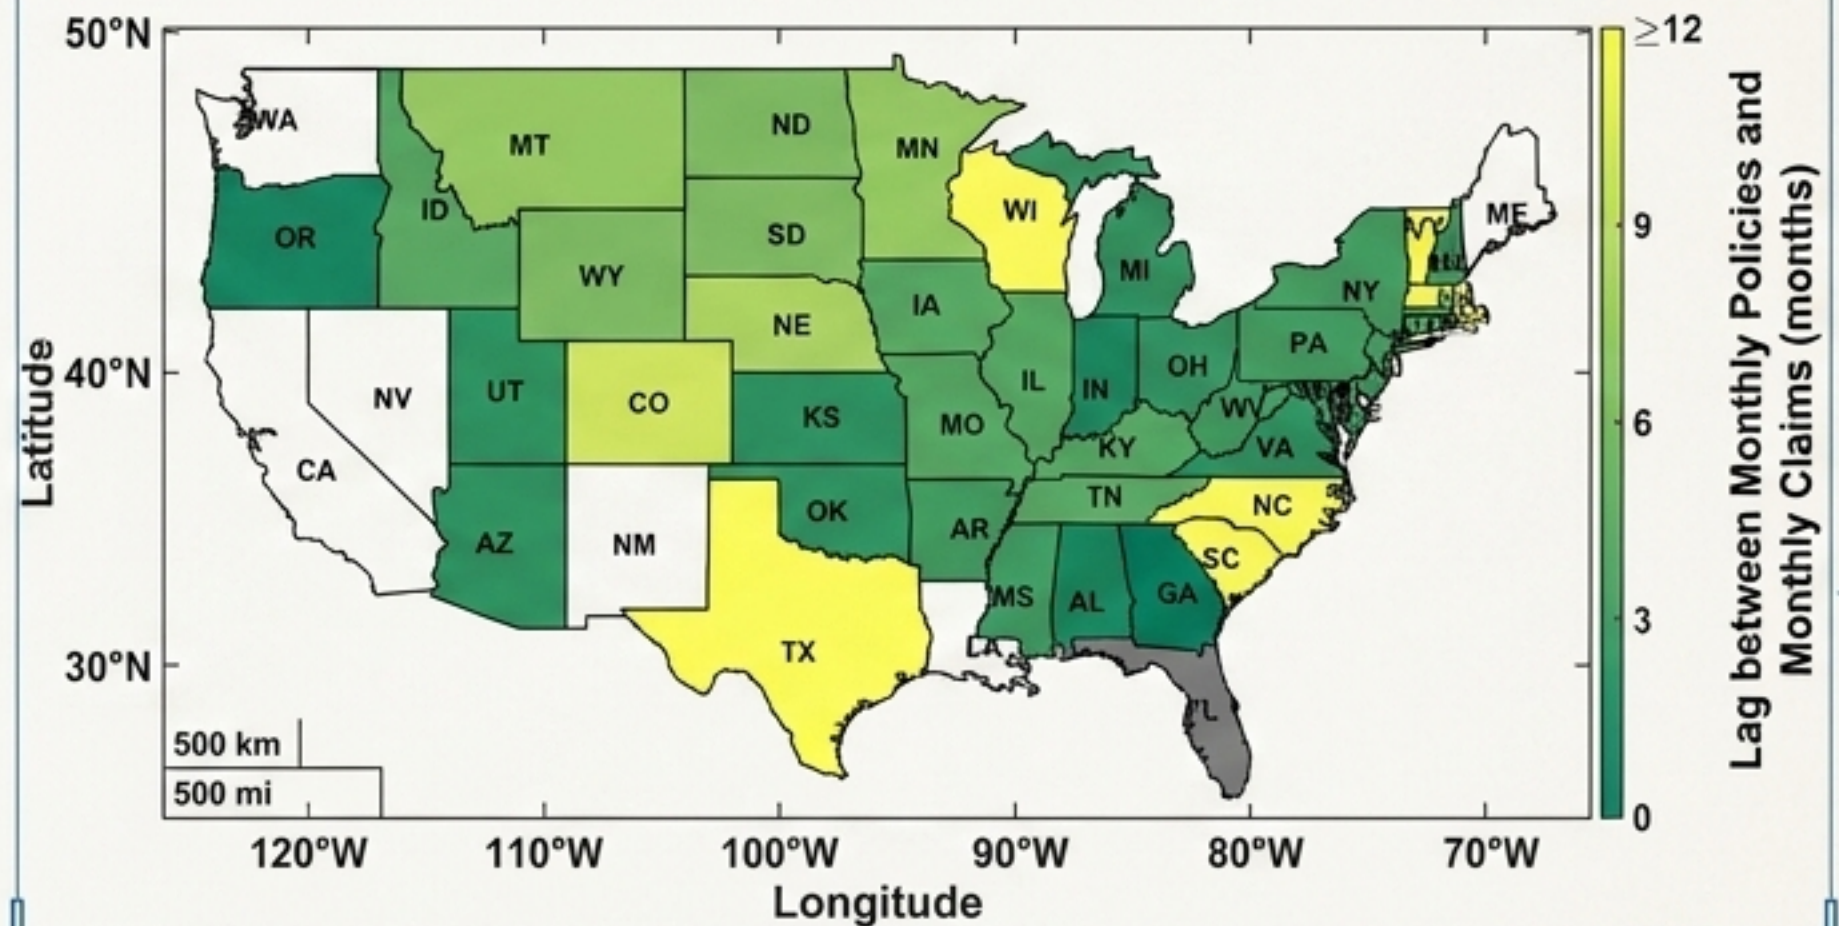 50°N
40°N
30°N
Latitude
WA
MT
ND
MN
OR
ID
SD
WI
ME
WY
MI
NY
NE
IA
PA
NV
UT
CO
KS
MO
IL
IN
OH
WV
VA
KY
CA
AZ
NM
OK
AR
TN
NC
SC
MS
AL
GA
TX
LA
FL
500 km
500 mi
120°W 110°W 100°W 90°W 80°W 70°W
Longitude
≥12
9
6
3
0
Lag between Monthly Policies and
Monthly Claims (months)